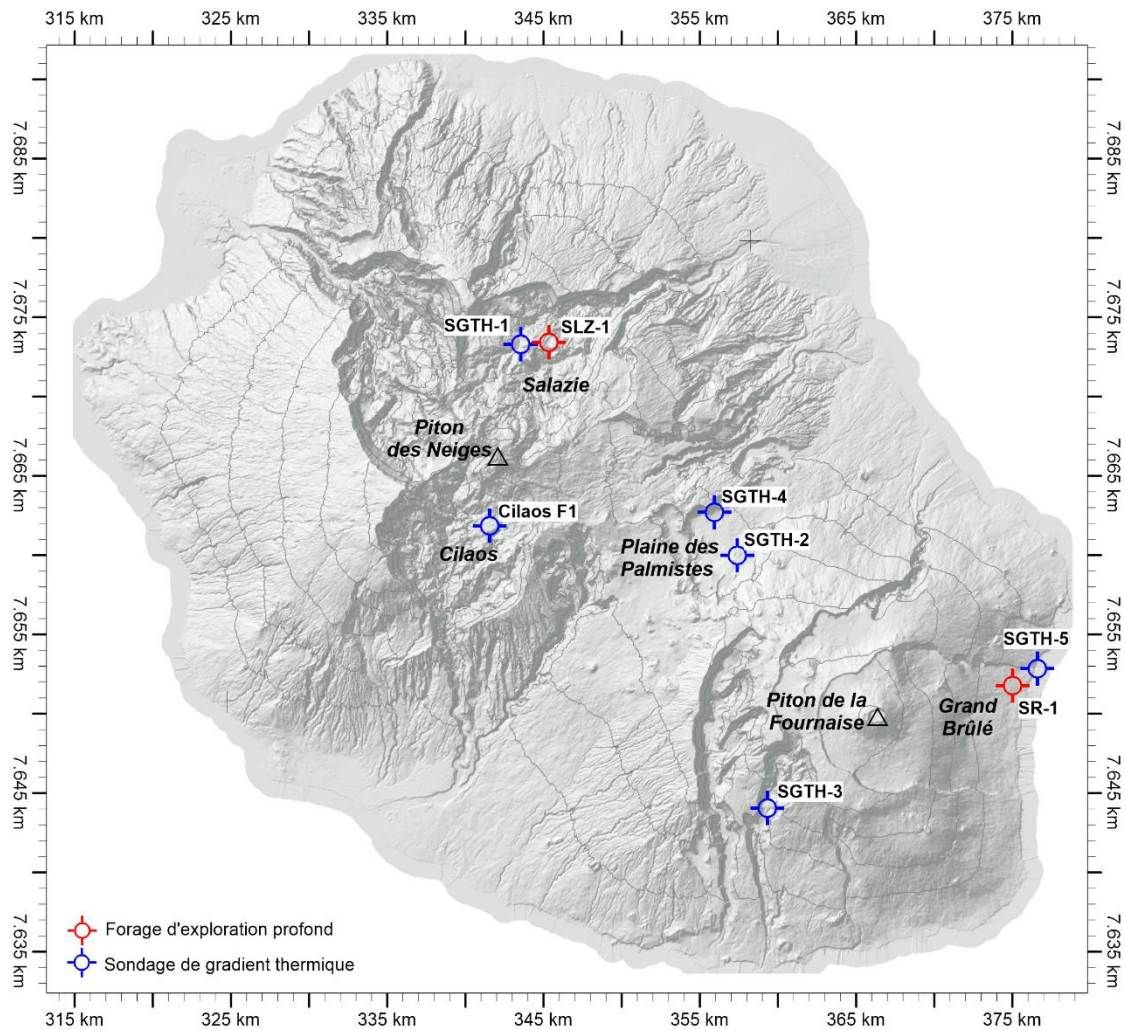 315 km
325 km
335 km
345 km
355 km
365 km
375 km
7.685 km
7.685 km
7.675 km
7.675 km
SGTH-1
SLZ-1
Salazie
Piton
des Neiges
7.665 km
7.665 km
Cilaos F1
Cilaos
SGTH-4
SGTH-2
Plaine des
Palmistes
7.655 km
7.655 km
SGTH-5
SR-1
Piton de la
Fournaise
Grand
Brûlé
7.645 km
7.645 km
SGTH-3
Forage d'exploration profond
Sondage de gradient thermique
7.635 km
7.635 km
315 km
325 km
335 km
345 km
355 km
365 km
375 km